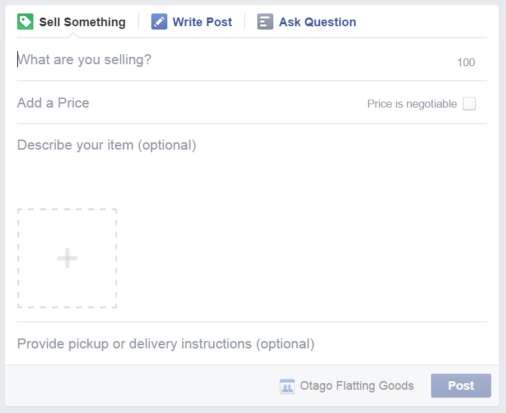 Sell Something Write Post Ask Question
What are you selling? 100
Add a Price Price is negotiable
Describe your item (optional)
+
Provide pickup or delivery instructions (optional)
Otago Flatting Goods Post